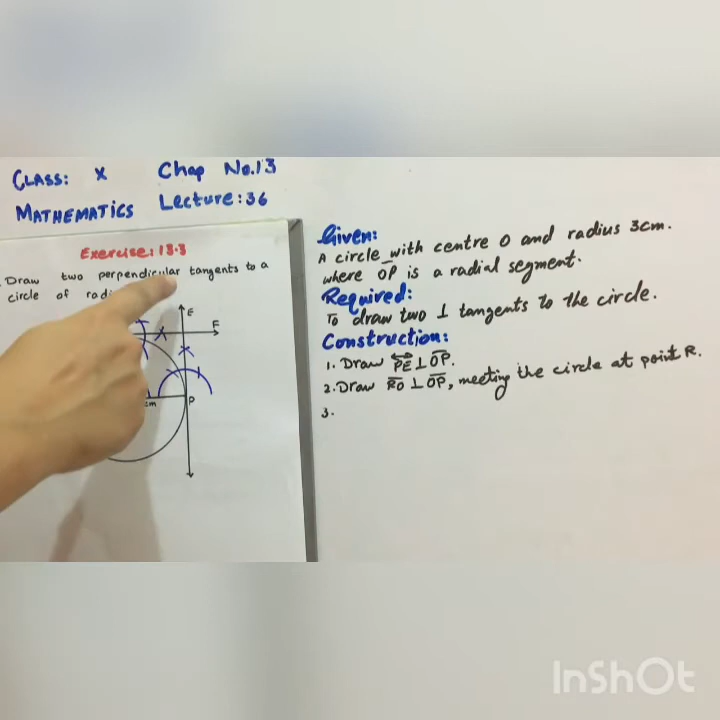 CLASS: X Chap No.13
MATHEMATICS Lecture:36
Exercise: 13.3
Draw two perpendicular tangents to a
circle of radi
E
F
cm
P
Given:
A circle with centre O and radius 3cm.
where OP is a radial segment.
Required:
To draw two ⊥ tangents to the circle.
Construction:
1. Draw PE ⊥ OP.
2. Draw RO ⊥ OP, meeting the circle at point R.
3.
InShOt